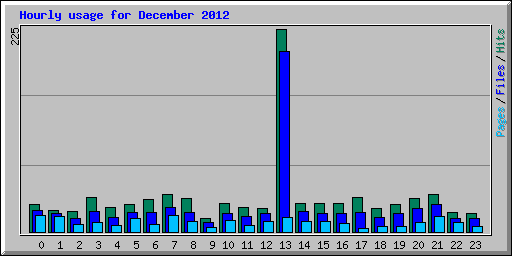 Hourly usage for December 2012
225
Pages/Files/Hits
0 1 2 3 4 5 6 7 8 9 10 11 12 13 14 15 16 17 18 19 20 21 22 23